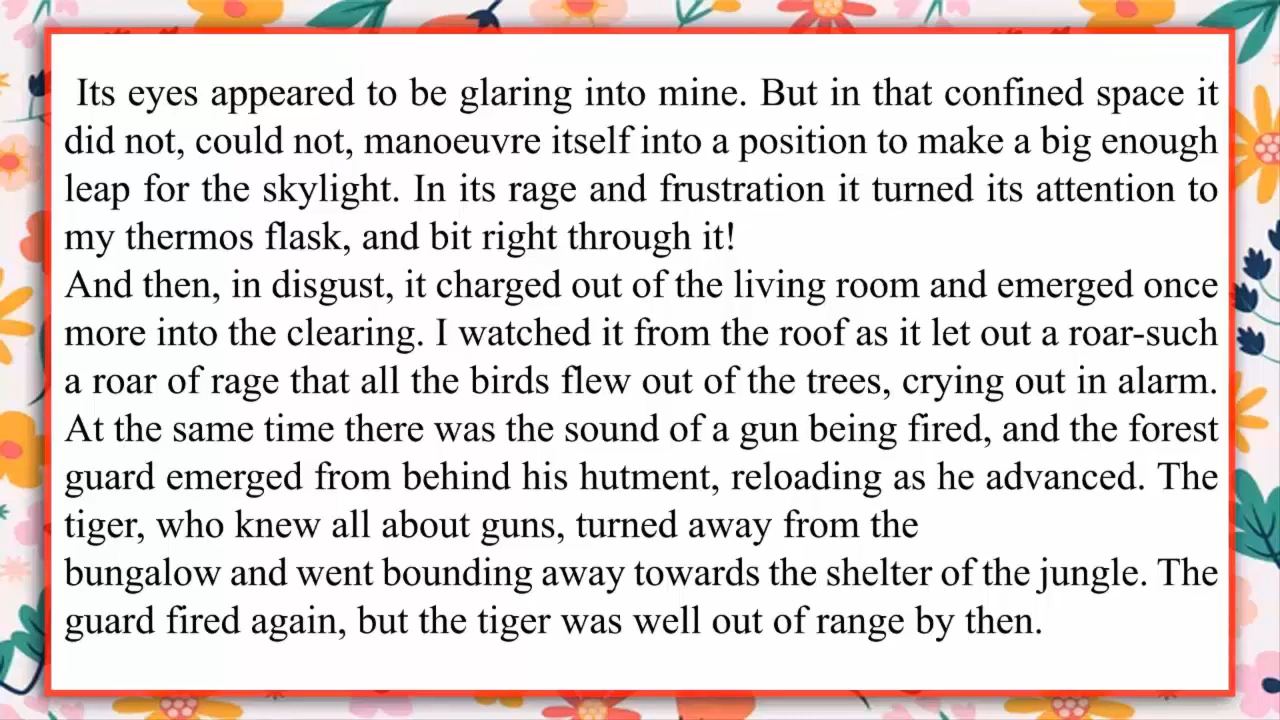 Its eyes appeared to be glaring into mine. But in that confined space it
did not, could not, manoeuvre itself into a position to make a big enough
leap for the skylight. In its rage and frustration it turned its attention to
my thermos flask, and bit right through it!
And then, in disgust, it charged out of the living room and emerged once
more into the clearing. I watched it from the roof as it let out a roar-such
a roar of rage that all the birds flew out of the trees, crying out in alarm.
At the same time there was the sound of a gun being fired, and the forest
guard emerged from behind his hutment, reloading as he advanced. The
tiger, who knew all about guns, turned away from the
bungalow and went bounding away towards the shelter of the jungle. The
guard fired again, but the tiger was well out of range by then.